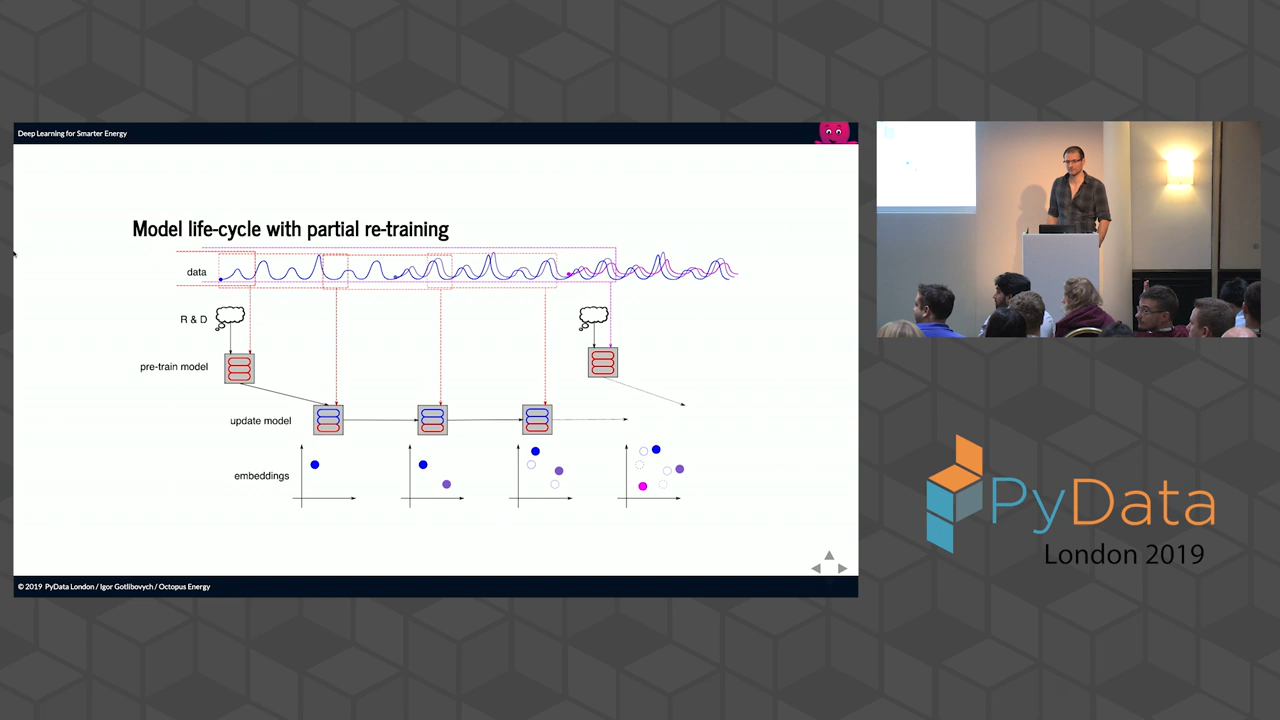 Deep Learning for Smarter Energy
Model life-cycle with partial re-training
data
R & D
pre-train model
update model
embeddings
© 2019 PyData London / Igor Gotlibovych / Octopus Energy
PyData
London 2019